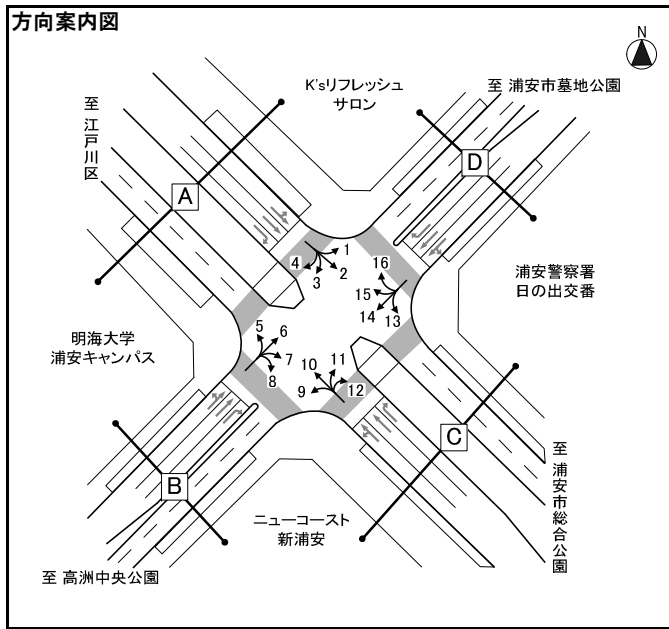 方向案内図
N
K'sリフレッシュ
サロン
至 浦安市墓地公園
至 江戸川区
A
D
浦安警察署
日の出交番
明海大学
浦安キャンパス
1
2
3
4
16
15
14
13
5
6
7
8
10
11
9
12
C
B
ニューコースト
新浦安
至 浦安市総合公園
至 高洲中央公園